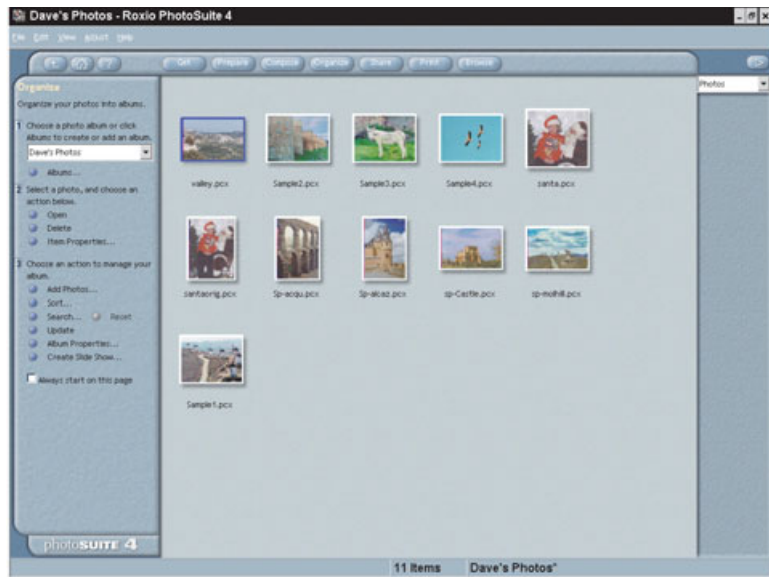 Dave's Photos - Roxio PhotoSuite 4
File Edit View Adjust Help
Get Prepare Compose Organize Share Print Browse
Organize
Organize your photos into albums.
1 Choose a photo album or click
Albums to create or add an album.
Dave's Photos
Albums...
2 Select a photo, and choose an
action below.
Open
Delete
Item Properties...
3 Choose an action to manage your
album.
Add Photos...
Sort...
Search... Reset
Update
Album Properties...
Create Slide Show...
Always start on this page
photoSUITE 4
Photos
valley.pcx Sample2.pcx Sample3.pcx Sample4.pcx santa.pcx
santaorig.pcx Sp-acqu.pcx Sp-alcaz.pcx sp-Castle.pcx sp-molhill.pcx
Sample1.pcx
11 Items Dave's Photos*